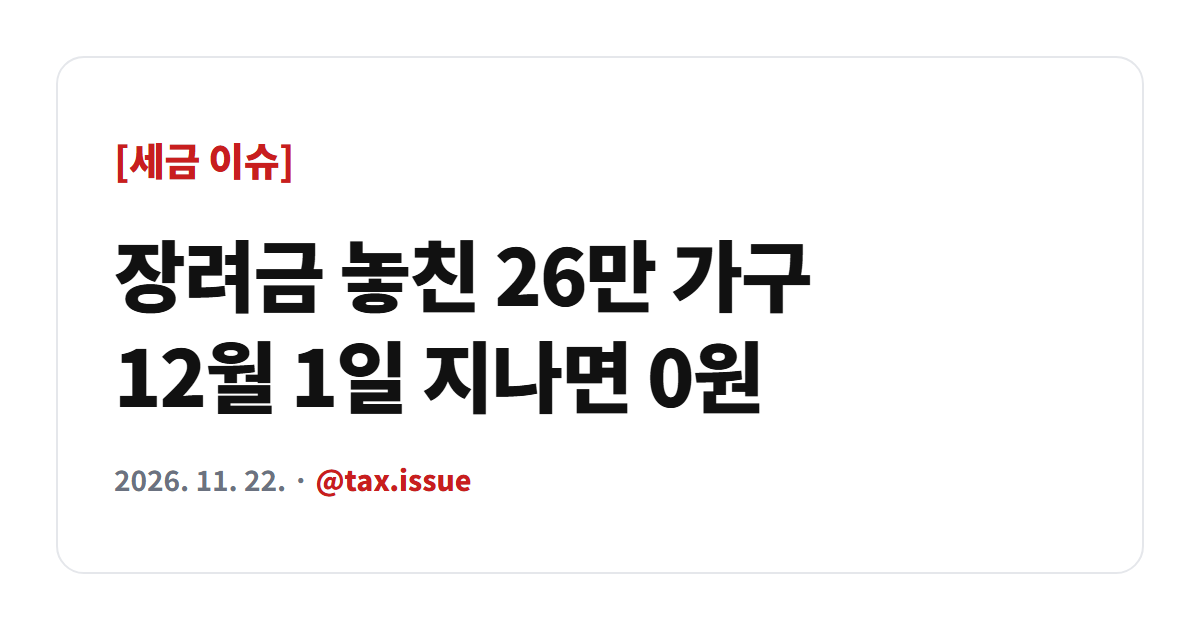 [세금 이슈]
장려금 놓친 26만 가구
12월 1일 지나면 0원
2026. 11. 22. · @tax.issue